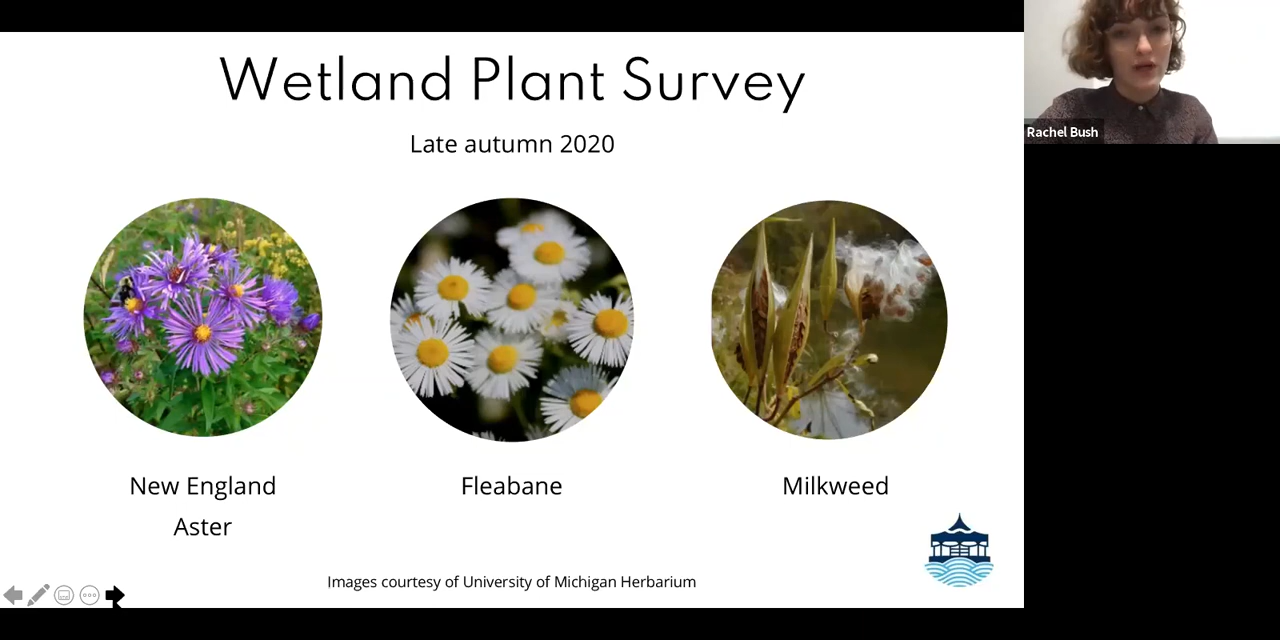 Wetland Plant Survey
Late autumn 2020
New England
Aster
Fleabane
Milkweed
Images courtesy of University of Michigan Herbarium
Rachel Bush